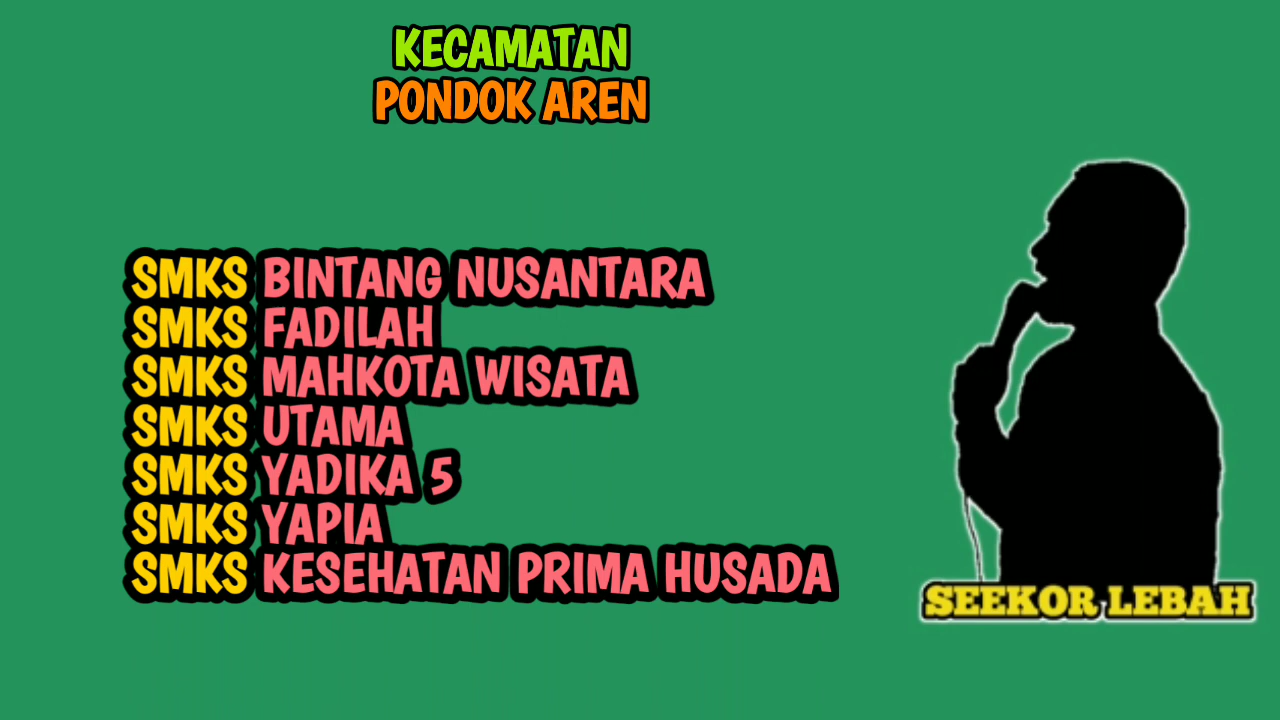 KECAMATAN
PONDOK AREN
SMKS BINTANG NUSANTARA
SMKS FADILAH
SMKS MAHKOTA WISATA
SMKS UTAMA
SMKS YADIKA 5
SMKS YAPIA
SMKS KESEHATAN PRIMA HUSADA
SEEKOR LEBAH